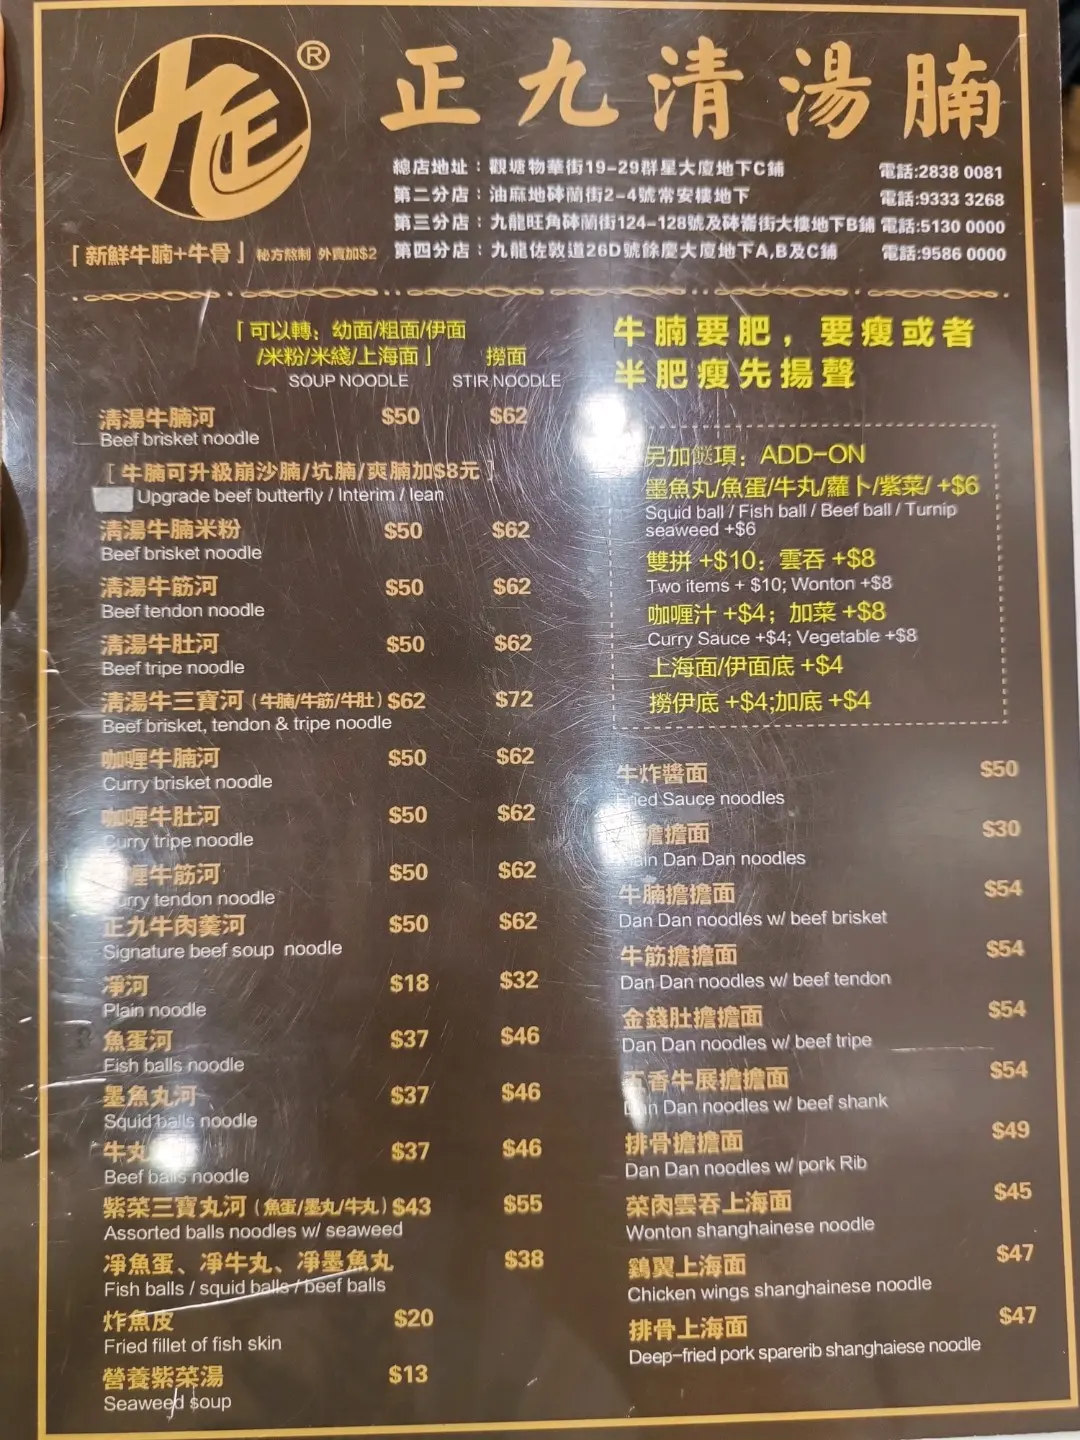 ®
正九清湯腩
總店地址：觀塘物華街19-29群星大廈地下C鋪 電話:2838 0081
第二分店：油麻地砵蘭街2-4號常安樓地下 電話:9333 3268
第三分店：九龍旺角砵蘭街124-128號及砵崙街大樓地下B鋪 電話:5130 0000
第四分店：九龍佐敦道26D號餘慶大廈地下A,B及C鋪 電話:9586 0000
「新鮮牛腩+牛骨」秘方熬制 外賣加$2
「可以轉：幼面/粗面/伊面
/米粉/米綫/上海面」 撈面
SOUP NOODLE STIR NOODLE
清湯牛腩河 $50 $62
Beef brisket noodle
[牛腩可升級崩沙腩/坑腩/爽腩加$8元]
Upgrade beef butterfly / Interim / lean
清湯牛腩米粉 $50 $62
Beef brisket noodle
清湯牛筋河 $50 $62
Beef tendon noodle
清湯牛肚河 $50 $62
Beef tripe noodle
清湯牛三寶河（牛腩/牛筋/牛肚）$62 $72
Beef brisket, tendon & tripe noodle
咖喱牛腩河 $50 $62
Curry brisket noodle
咖喱牛肚河 $50 $62
Curry tripe noodle
喱牛筋河 $50 $62
Curry tendon noodle
正九牛肉羹河 $50 $62
Signature beef soup noodle
凈河 $18 $32
Plain noodle
魚蛋河 $37 $46
Fish balls noodle
墨魚丸河 $37 $46
Squid balls noodle
牛丸 $37 $46
Beef balls noodle
紫菜三寶丸河（魚蛋/墨丸/牛丸）$43 $55
Assorted balls noodles w/ seaweed
凈魚蛋、凈牛丸、凈墨魚丸 $38
Fish balls / squid balls / beef balls
炸魚皮 $20
Fried fillet of fish skin
營養紫菜湯 $13
Seaweed soup
牛腩要肥，要瘦或者
半肥瘦先揚聲
另加餸項：ADD-ON
墨魚丸/魚蛋/牛丸/蘿卜/紫菜/ +$6
Squid ball / Fish ball / Beef ball / Turnip
seaweed +$6
雙拼 +$10；雲吞 +$8
Two items + $10; Wonton +$8
咖喱汁 +$4；加菜 +$8
Curry Sauce +$4; Vegetable +$8
上海面/伊面底 +$4
撈伊底 +$4;加底 +$4
牛炸醬面 $50
Fried Sauce noodles
擔擔面 $30
Plain Dan Dan noodles
牛腩擔擔面 $54
Dan Dan noodles w/ beef brisket
牛筋擔擔面 $54
Dan Dan noodles w/ beef tendon
金錢肚擔擔面 $54
Dan Dan noodles w/ beef tripe
五香牛展擔擔面 $54
Dan Dan noodles w/ beef shank
排骨擔擔面 $49
Dan Dan noodles w/ pork Rib
菜肉雲吞上海面 $45
Wonton shanghainese noodle
鷄翼上海面 $47
Chicken wings shanghainese noodle
排骨上海面 $47
Deep-fried pork sparerib shanghaiese noodle